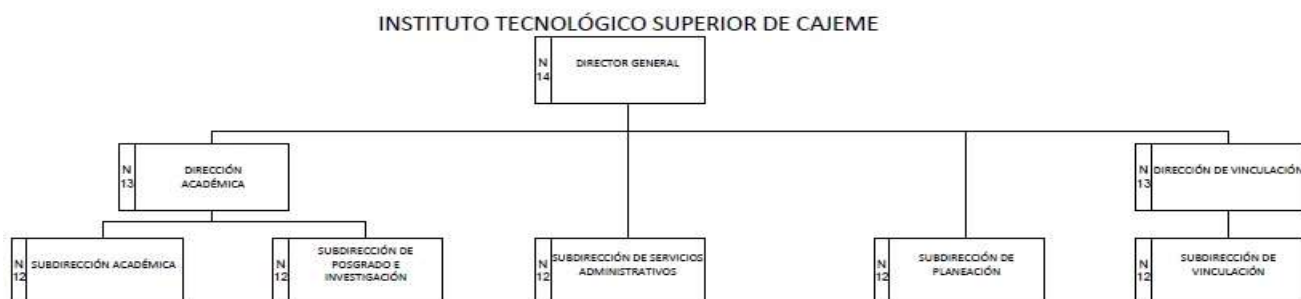 INSTITUTO TECNOLÓGICO SUPERIOR DE CAJEME
N
14
DIRECTOR GENERAL
N
13
DIRECCIÓN
ACADÉMICA
N
13
DIRECCIÓN DE VINCULACIÓN
N
12
SUBDIRECCIÓN ACADÉMICA
N
12
SUBDIRECCIÓN DE
POSGRADO E
INVESTIGACIÓN
N
12
SUBDIRECCIÓN DE SERVICIOS
ADMINISTRATIVOS
N
12
SUBDIRECCIÓN DE
PLANEACIÓN
N
12
SUBDIRECCIÓN DE
VINCULACIÓN